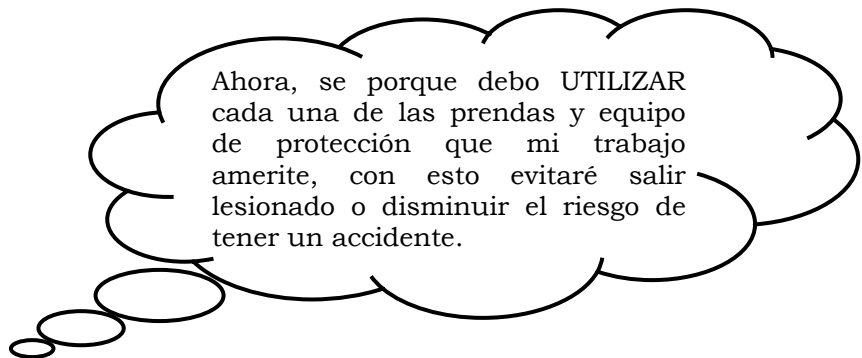 Ahora, se porque debo UTILIZAR
cada una de las prendas y equipo
de protección que mi trabajo
amerite, con esto evitaré salir
lesionado o disminuir el riesgo de
tener un accidente.